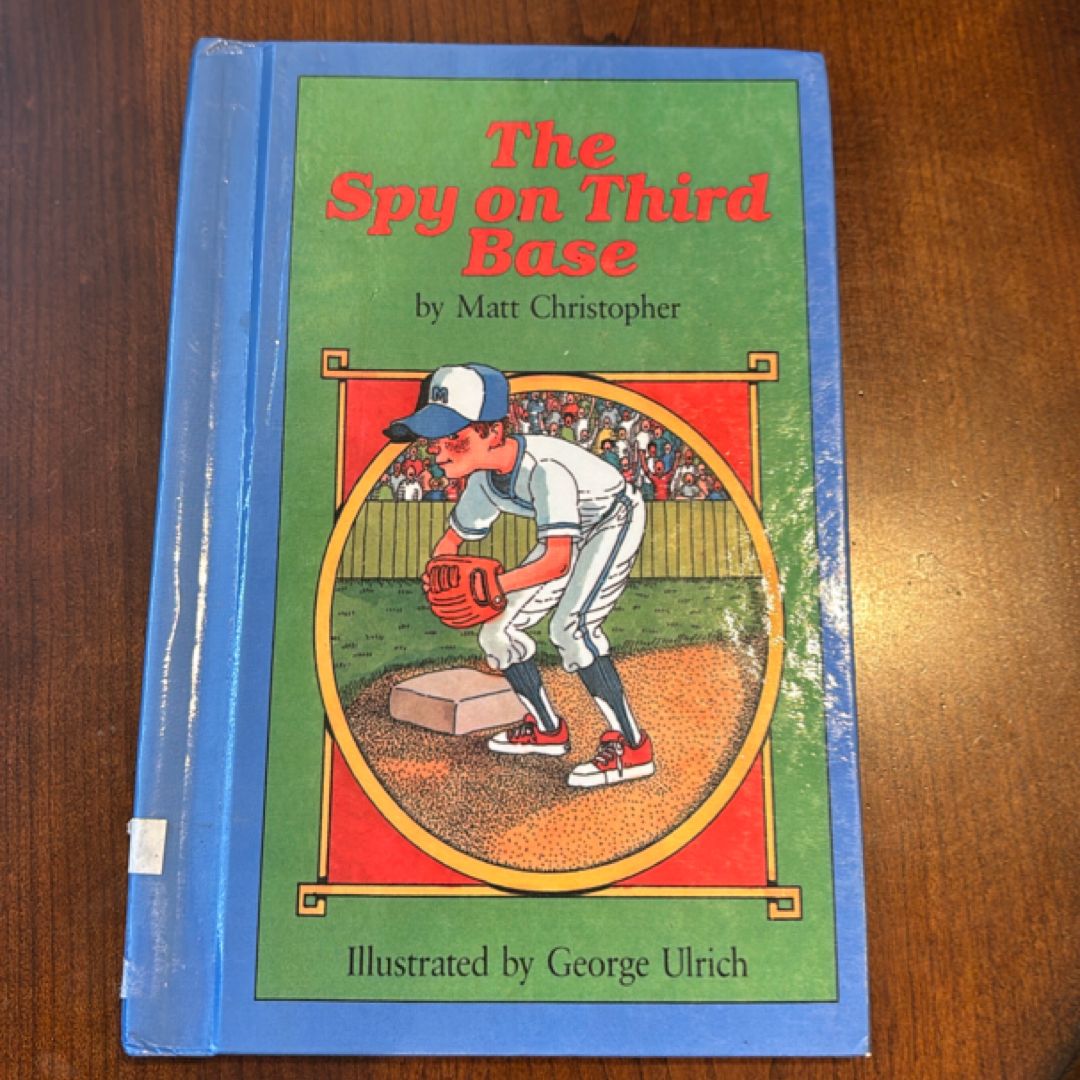 The
Spy on Third
Base
by Matt Christopher
M
Illustrated by George Ulrich